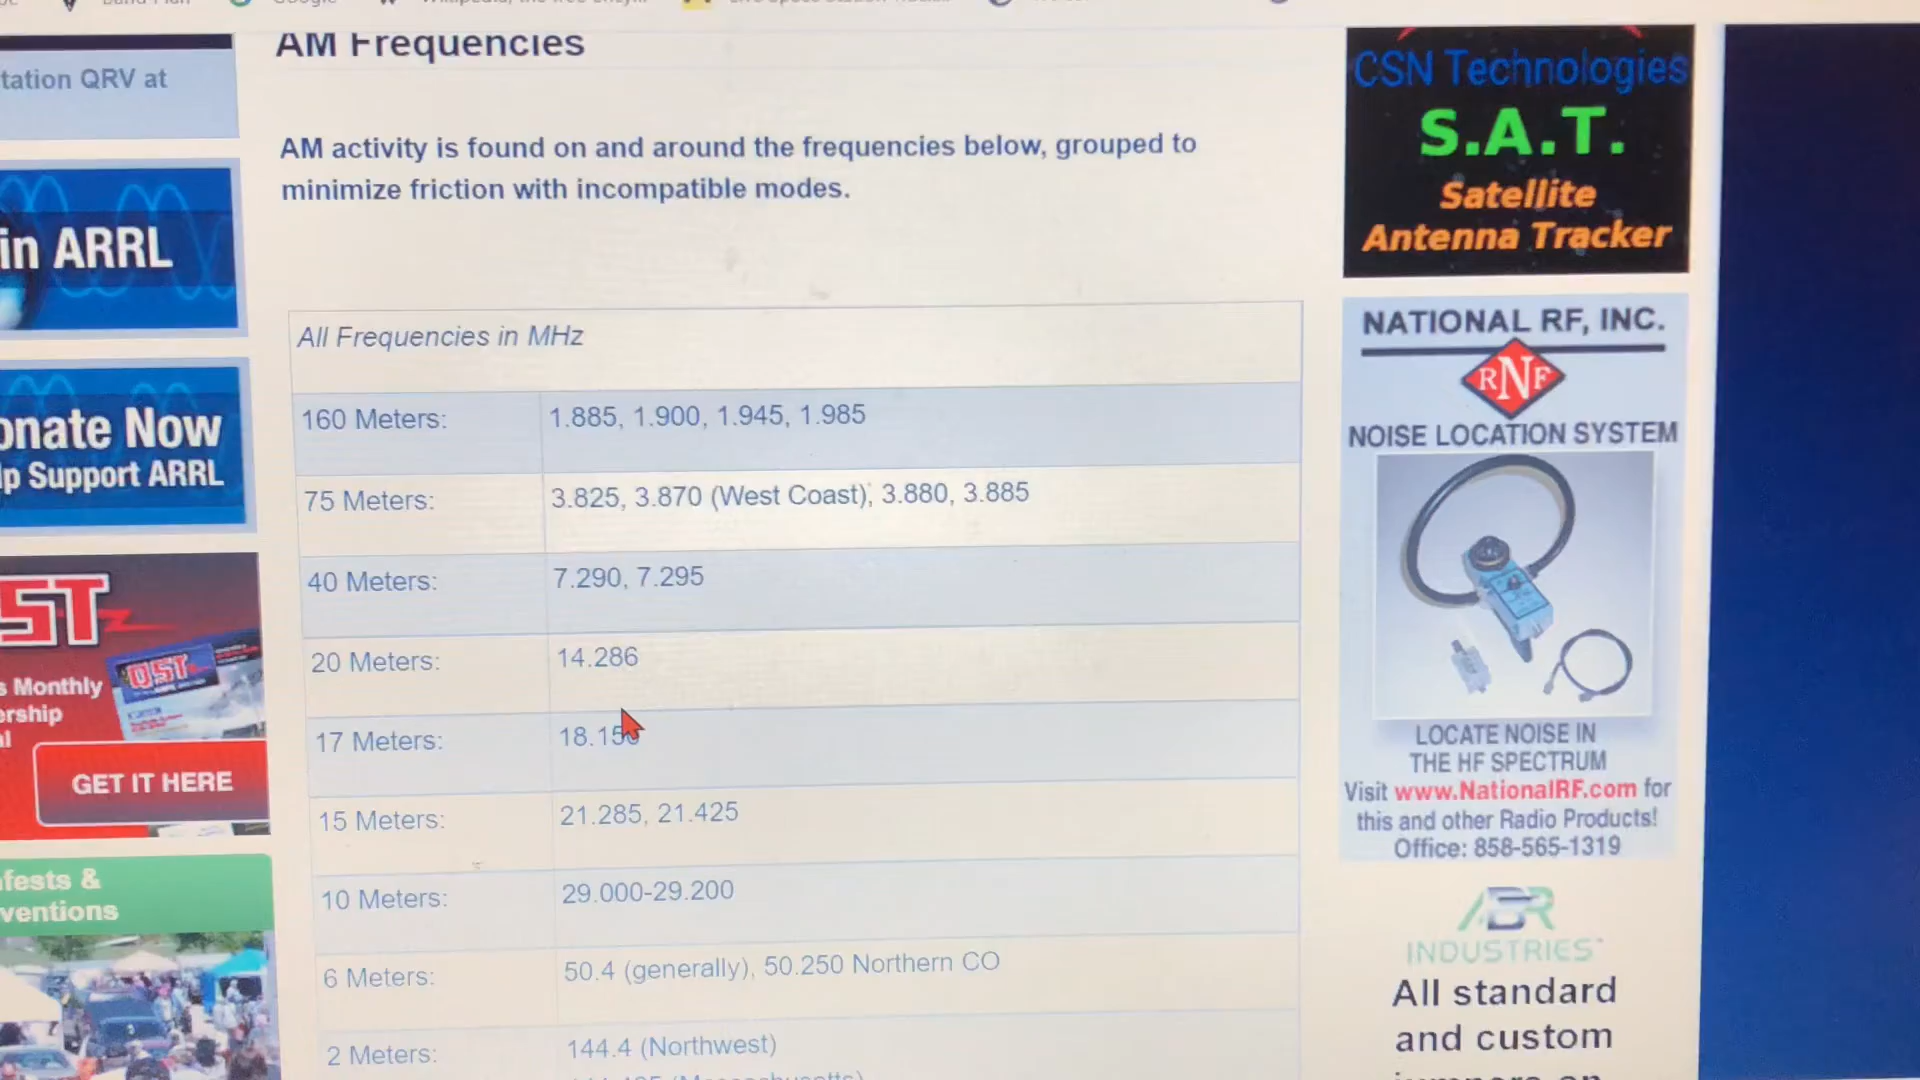 AM Frequencies
tation QRV at
AM activity is found on and around the frequencies below, grouped to
minimize friction with incompatible modes.
in ARRL
onate Now
lp Support ARRL
ST
QST
s Monthly
ership
al
GET IT HERE
fests &
ventions
All Frequencies in MHz
160 Meters: 1.885, 1.900, 1.945, 1.985
75 Meters: 3.825, 3.870 (West Coast), 3.880, 3.885
40 Meters: 7.290, 7.295
20 Meters: 14.286
17 Meters: 18.150
15 Meters: 21.285, 21.425
10 Meters: 29.000-29.200
6 Meters: 50.4 (generally), 50.250 Northern CO
2 Meters: 144.4 (Northwest)
CSN Technologies
S.A.T.
Satellite
Antenna Tracker
NATIONAL RF, INC.
RNF
NOISE LOCATION SYSTEM
LOCATE NOISE IN
THE HF SPECTRUM
Visit www.NationalRF.com for
this and other Radio Products!
Office: 858-565-1319
ABR
INDUSTRIES
All standard
and custom